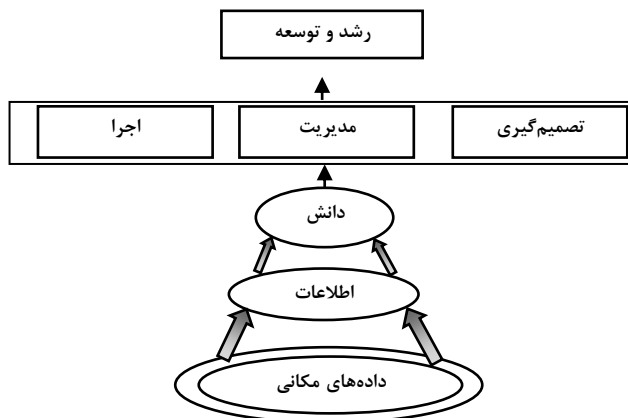 رشد و توسعه
تصمیم‌گیری
مدیریت
اجرا
دانش
اطلاعات
داده‌های مکانی